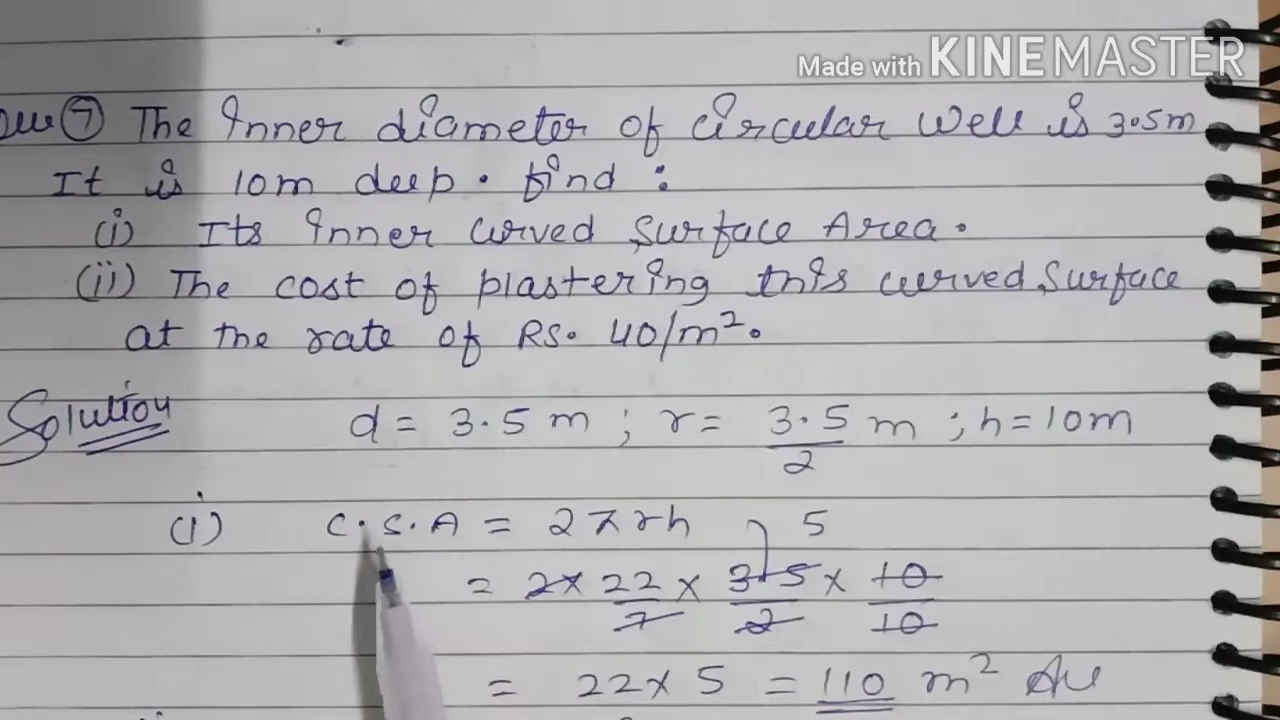 Made with KINEMASTER
Que ⑦ The inner diameter of circular well is 3.5m
It is 10m deep. find :
(i) Its inner curved surface Area.
(ii) The cost of plastering this curved surface
at the rate of RS. 40/m².
Solution d = 3.5 m ; r = 3.5/2 m ; h = 10m
(i) C.S.A = 2πrh 5
= 2 × 22/7 × 35/2 × 10/10
= 22 × 5 = 110 m² Ans